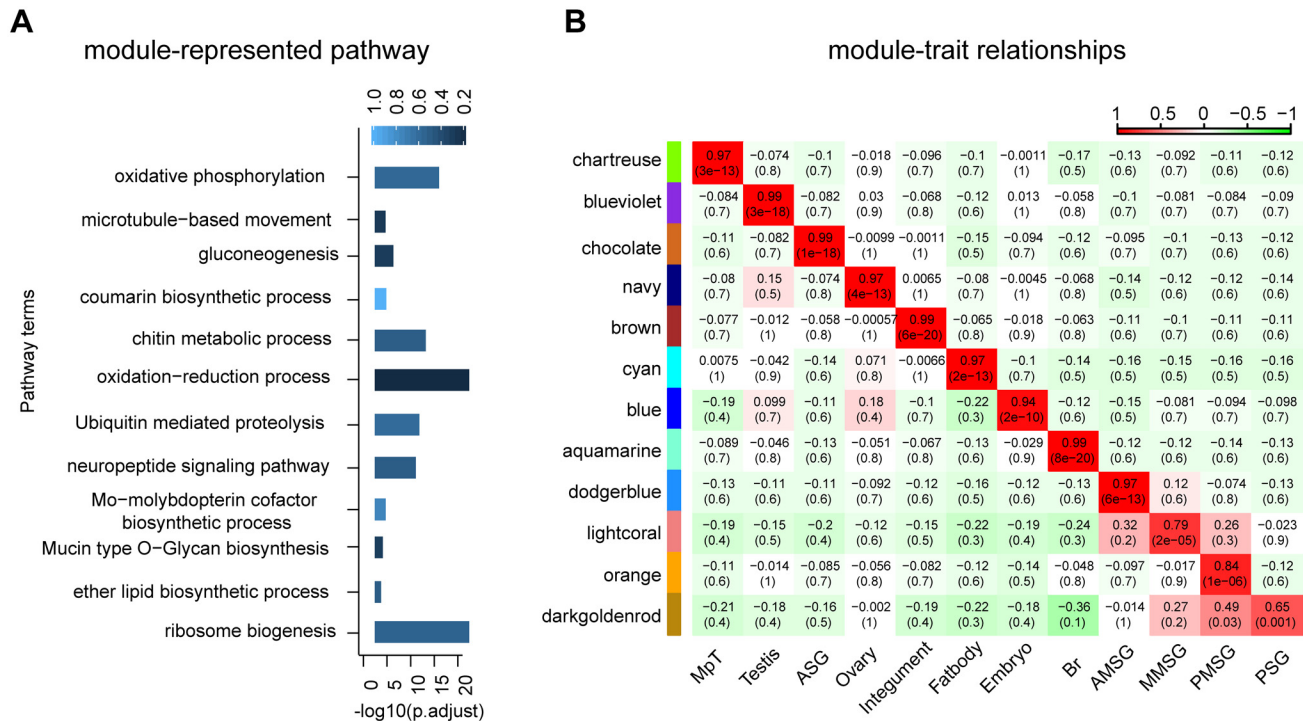 A
module-represented pathway
1.0 0.8 0.6 0.4 0.2
Pathway terms
oxidative phosphorylation
microtubule−based movement
gluconeogenesis
coumarin biosynthetic process
chitin metabolic process
oxidation−reduction process
Ubiquitin mediated proteolysis
neuropeptide signaling pathway
Mo−molybdopterin cofactor
biosynthetic process
Mucin type O−Glycan biosynthesis
ether lipid biosynthetic process
ribosome biogenesis
0 5 10 15 20
-log10(p.adjust)
B
module-trait relationships
1 0.5 0 −0.5 −1
chartreuse 0.97 −0.074 −0.1 −0.018 −0.096 −0.1 −0.0011 −0.17 −0.13 −0.092 −0.11 −0.12
(3e−13) (0.8) (0.7) (0.9) (0.7) (0.7) (1) (0.5) (0.6) (0.7) (0.6) (0.6)
blueviolet −0.084 0.99 −0.082 0.03 −0.068 −0.12 0.013 −0.058 −0.1 −0.081 −0.084 −0.09
(0.7) (3e−18) (0.7) (0.9) (0.8) (0.6) (1) (0.8) (0.7) (0.7) (0.7) (0.7)
chocolate −0.11 −0.082 0.99 −0.0099 −0.0011 −0.15 −0.094 −0.12 −0.095 −0.1 −0.13 −0.12
(0.6) (0.7) (1e−18) (1) (1) (0.5) (0.7) (0.6) (0.7) (0.7) (0.6) (0.6)
navy −0.08 0.15 −0.074 0.97 0.0065 −0.08 −0.0045 −0.068 −0.14 −0.12 −0.12 −0.14
(0.7) (0.5) (0.8) (4e−13) (1) (0.7) (1) (0.8) (0.5) (0.6) (0.6) (0.6)
brown −0.077 −0.012 −0.058 −0.00057 0.99 −0.065 −0.018 −0.063 −0.11 −0.1 −0.11 −0.11
(0.7) (1) (0.8) (1) (6e−20) (0.8) (0.9) (0.8) (0.6) (0.7) (0.6) (0.6)
cyan 0.0075 −0.042 −0.14 0.071 −0.0066 0.97 −0.1 −0.14 −0.16 −0.15 −0.16 −0.16
(1) (0.9) (0.6) (0.8) (1) (2e−13) (0.7) (0.5) (0.5) (0.5) (0.5) (0.5)
blue −0.19 0.099 −0.11 0.18 −0.1 −0.22 0.94 −0.12 −0.15 −0.081 −0.094 −0.098
(0.4) (0.7) (0.6) (0.4) (0.7) (0.3) (2e−10) (0.6) (0.5) (0.7) (0.7) (0.7)
aquamarine −0.089 −0.046 −0.13 −0.051 −0.067 −0.13 −0.029 0.99 −0.12 −0.12 −0.14 −0.13
(0.7) (0.8) (0.6) (0.8) (0.8) (0.6) (0.9) (8e−20) (0.6) (0.6) (0.6) (0.6)
dodgerblue −0.13 −0.11 −0.11 −0.092 −0.12 −0.16 −0.12 −0.13 0.97 0.12 −0.074 −0.13
(0.6) (0.6) (0.6) (0.7) (0.6) (0.5) (0.6) (0.6) (6e−13) (0.6) (0.8) (0.6)
lightcoral −0.19 −0.15 −0.2 −0.12 −0.15 −0.22 −0.19 −0.24 0.32 0.79 0.26 −0.023
(0.4) (0.5) (0.4) (0.6) (0.5) (0.3) (0.4) (0.3) (0.2) (2e−05) (0.3) (0.9)
orange −0.11 −0.014 −0.085 −0.056 −0.082 −0.12 −0.14 −0.048 −0.097 −0.017 0.84 −0.12
(0.6) (1) (0.7) (0.8) (0.7) (0.6) (0.5) (0.8) (0.7) (0.9) (1e−06) (0.6)
darkgoldenrod −0.21 −0.18 −0.16 −0.002 −0.19 −0.22 −0.18 −0.36 −0.014 0.27 0.49 0.65
(0.4) (0.4) (0.5) (1) (0.4) (0.3) (0.4) (0.1) (1) (0.2) (0.03) (0.001)
MpT Testis ASG Ovary Integument Fatbody Embryo Br AMSG MMSG PMSG PSG